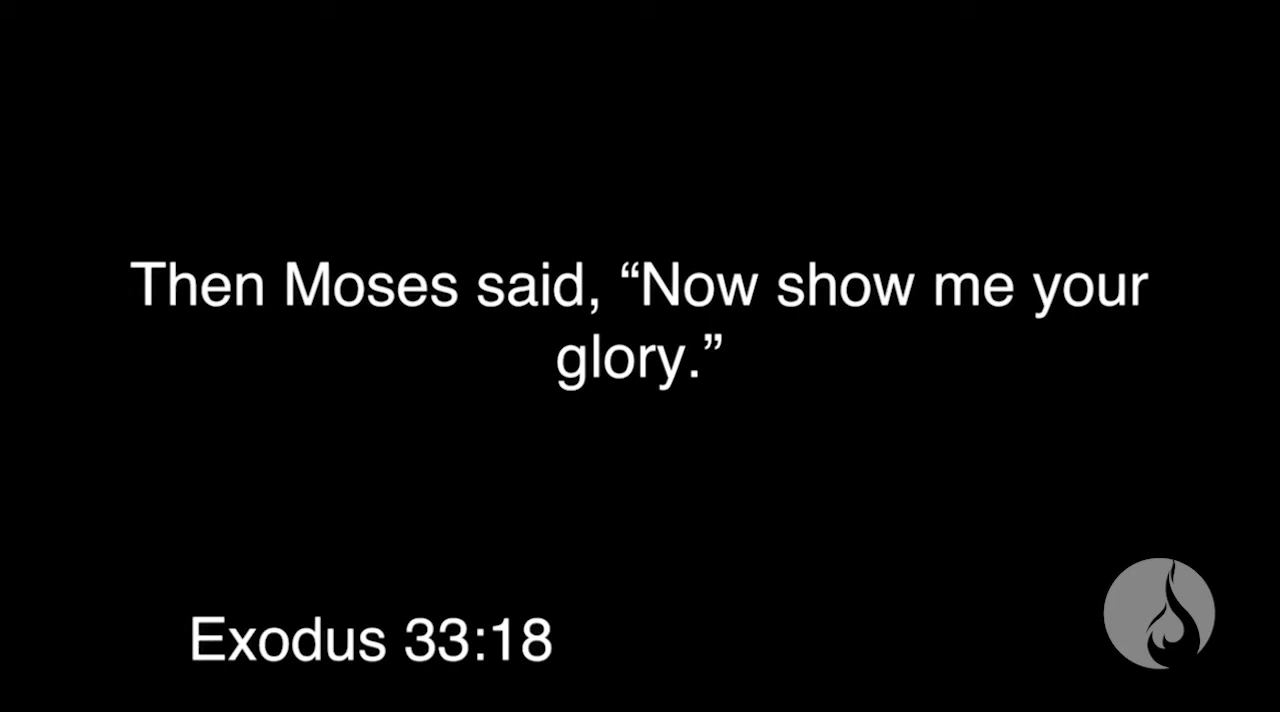 Then Moses said, “Now show me your
glory.”
Exodus 33:18